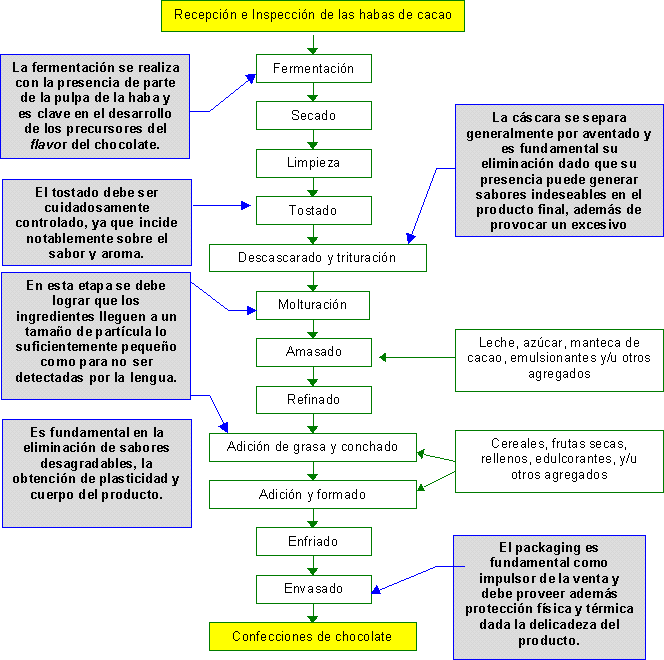 Recepción e Inspección de las habas de cacao
La fermentación se realiza
con la presencia de parte
de la pulpa de la haba y
es clave en el desarrollo
de los precursores del
flavor del chocolate.
Fermentación
Secado
Limpieza
La cáscara se separa
generalmente por aventado y
es fundamental su
eliminación dado que su
presencia puede generar
sabores indeseables en el
producto final, además de
provocar un excesivo
El tostado debe ser
cuidadosamente
controlado, ya que incide
notablemente sobre el
sabor y aroma.
Tostado
Descascarado y trituración
En esta etapa se debe
lograr que los
ingredientes lleguen a un
tamaño de partícula lo
suficientemente pequeño
como para no ser
detectadas por la lengua.
Molturación
Amasado
Leche, azúcar, manteca de
cacao, emulsionantes y/u otros
agregados
Refinado
Es fundamental en la
eliminación de sabores
desagradables, la
obtención de plasticidad y
cuerpo del producto.
Adición de grasa y conchado
Cereales, frutas secas,
rellenos, edulcorantes, y/u
otros agregados
Adición y formado
Enfriado
Envasado
El packaging es
fundamental como
impulsor de la venta y
debe proveer además
protección física y térmica
dada la delicadeza del
producto.
Confecciones de chocolate